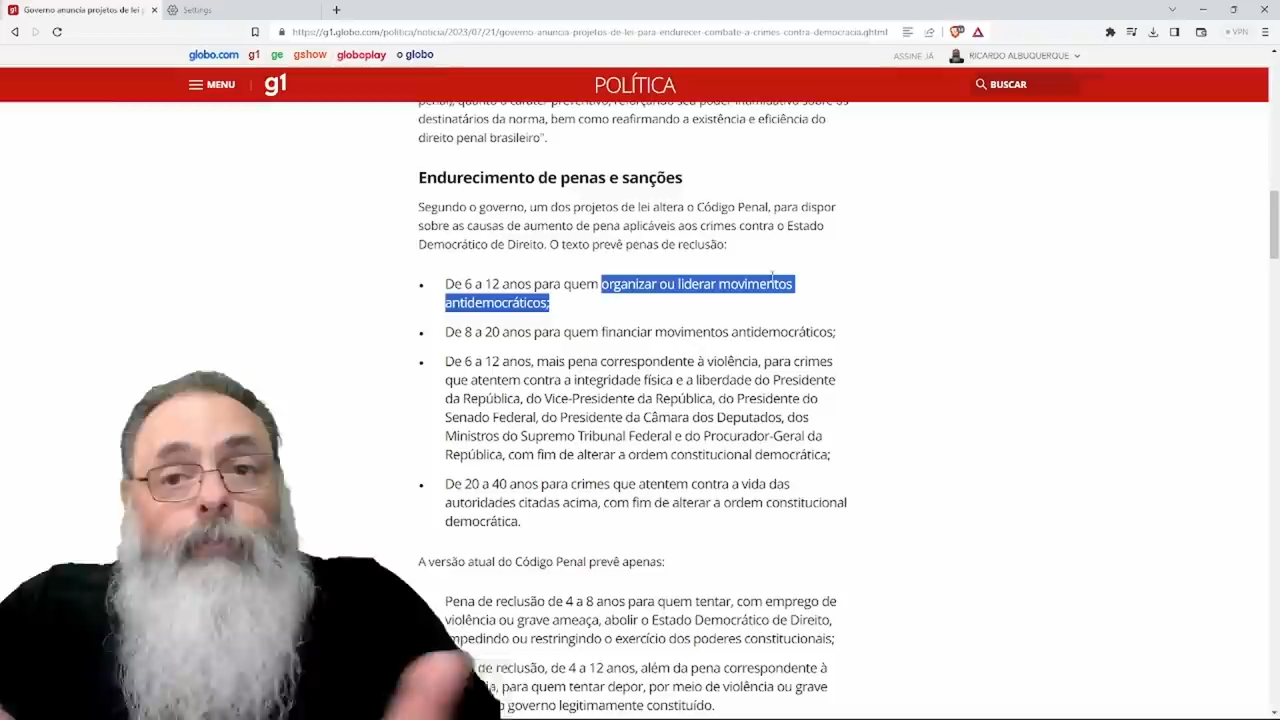 Governo anuncia projetos de lei
Settings
https://g1.globo.com/politica/noticia/2023/07/21/governo-anuncia-projetos-de-lei-para-endurecer-combate-a-crimes-contra-democracia.ghtml
VPN
globo.com g1 ge gshow globoplay o globo
ASSINE JÁ RICARDO ALBUQUERQUE
MENU g1 POLÍTICA BUSCAR
penal), quanto o caráter preventivo, reforçando seu poder intimidativo sobre os
destinatários da norma, bem como reafirmando a existência e eficiência do
direito penal brasileiro".
Endurecimento de penas e sanções
Segundo o governo, um dos projetos de lei altera o Código Penal, para dispor
sobre as causas de aumento de pena aplicáveis aos crimes contra o Estado
Democrático de Direito. O texto prevê penas de reclusão:
De 6 a 12 anos para quem organizar ou liderar movimentos
antidemocráticos;
De 8 a 20 anos para quem financiar movimentos antidemocráticos;
De 6 a 12 anos, mais pena correspondente à violência, para crimes
que atentem contra a integridade física e a liberdade do Presidente
da República, do Vice-Presidente da República, do Presidente do
Senado Federal, do Presidente da Câmara dos Deputados, dos
Ministros do Supremo Tribunal Federal e do Procurador-Geral da
República, com fim de alterar a ordem constitucional democrática;
De 20 a 40 anos para crimes que atentem contra a vida das
autoridades citadas acima, com fim de alterar a ordem constitucional
democrática.
A versão atual do Código Penal prevê apenas:
Pena de reclusão de 4 a 8 anos para quem tentar, com emprego de
violência ou grave ameaça, abolir o Estado Democrático de Direito,
mpedindo ou restringindo o exercício dos poderes constitucionais;
de reclusão, de 4 a 12 anos, além da pena correspondente à
para quem tentar depor, por meio de violência ou grave
governo legitimamente constituído.